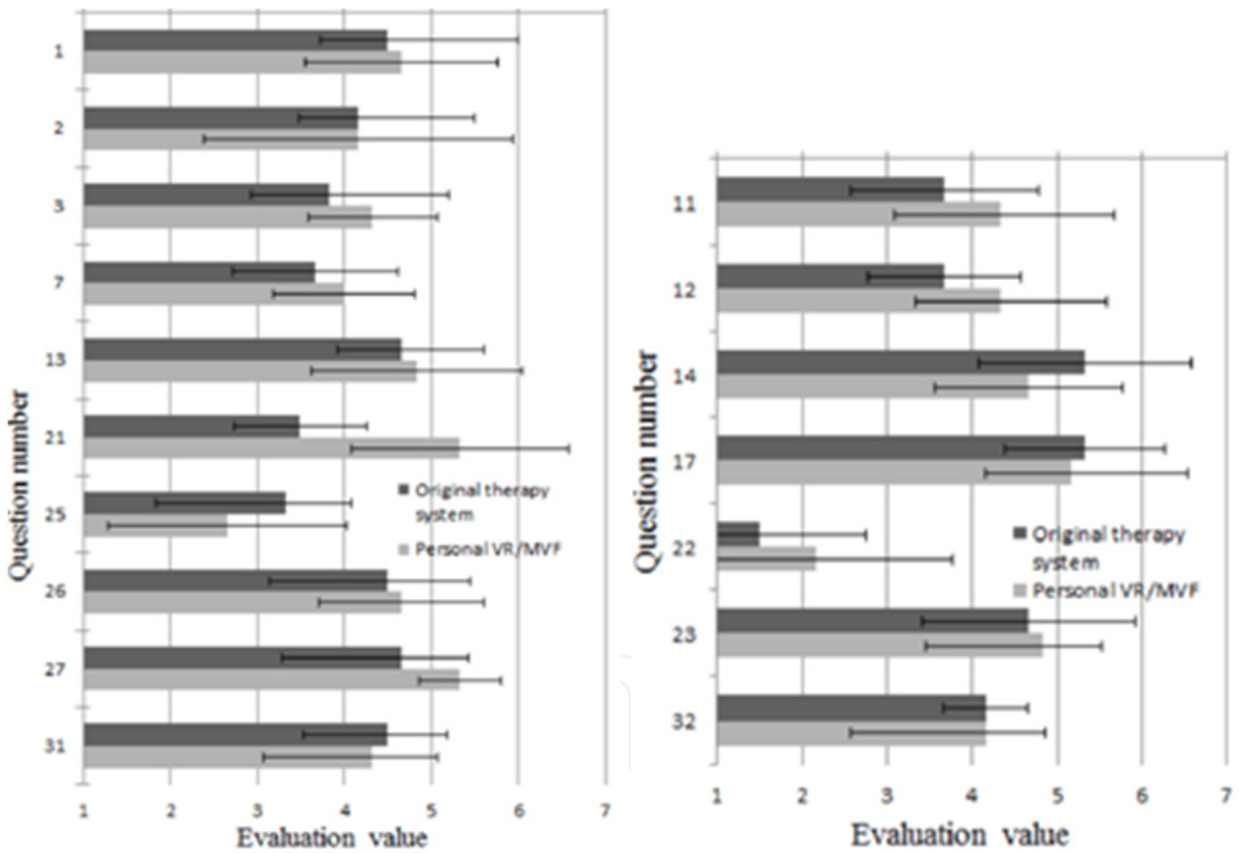 1
2
3
7
13
21
25
26
27
31
Question number
Original therapy
system
Personal VR/MVF
1 2 3 4 5 6 7
Evaluation value
11
12
14
17
22
23
32
Question number
Original therapy
system
Personal VR/MVF
1 2 3 4 5 6 7
Evaluation value